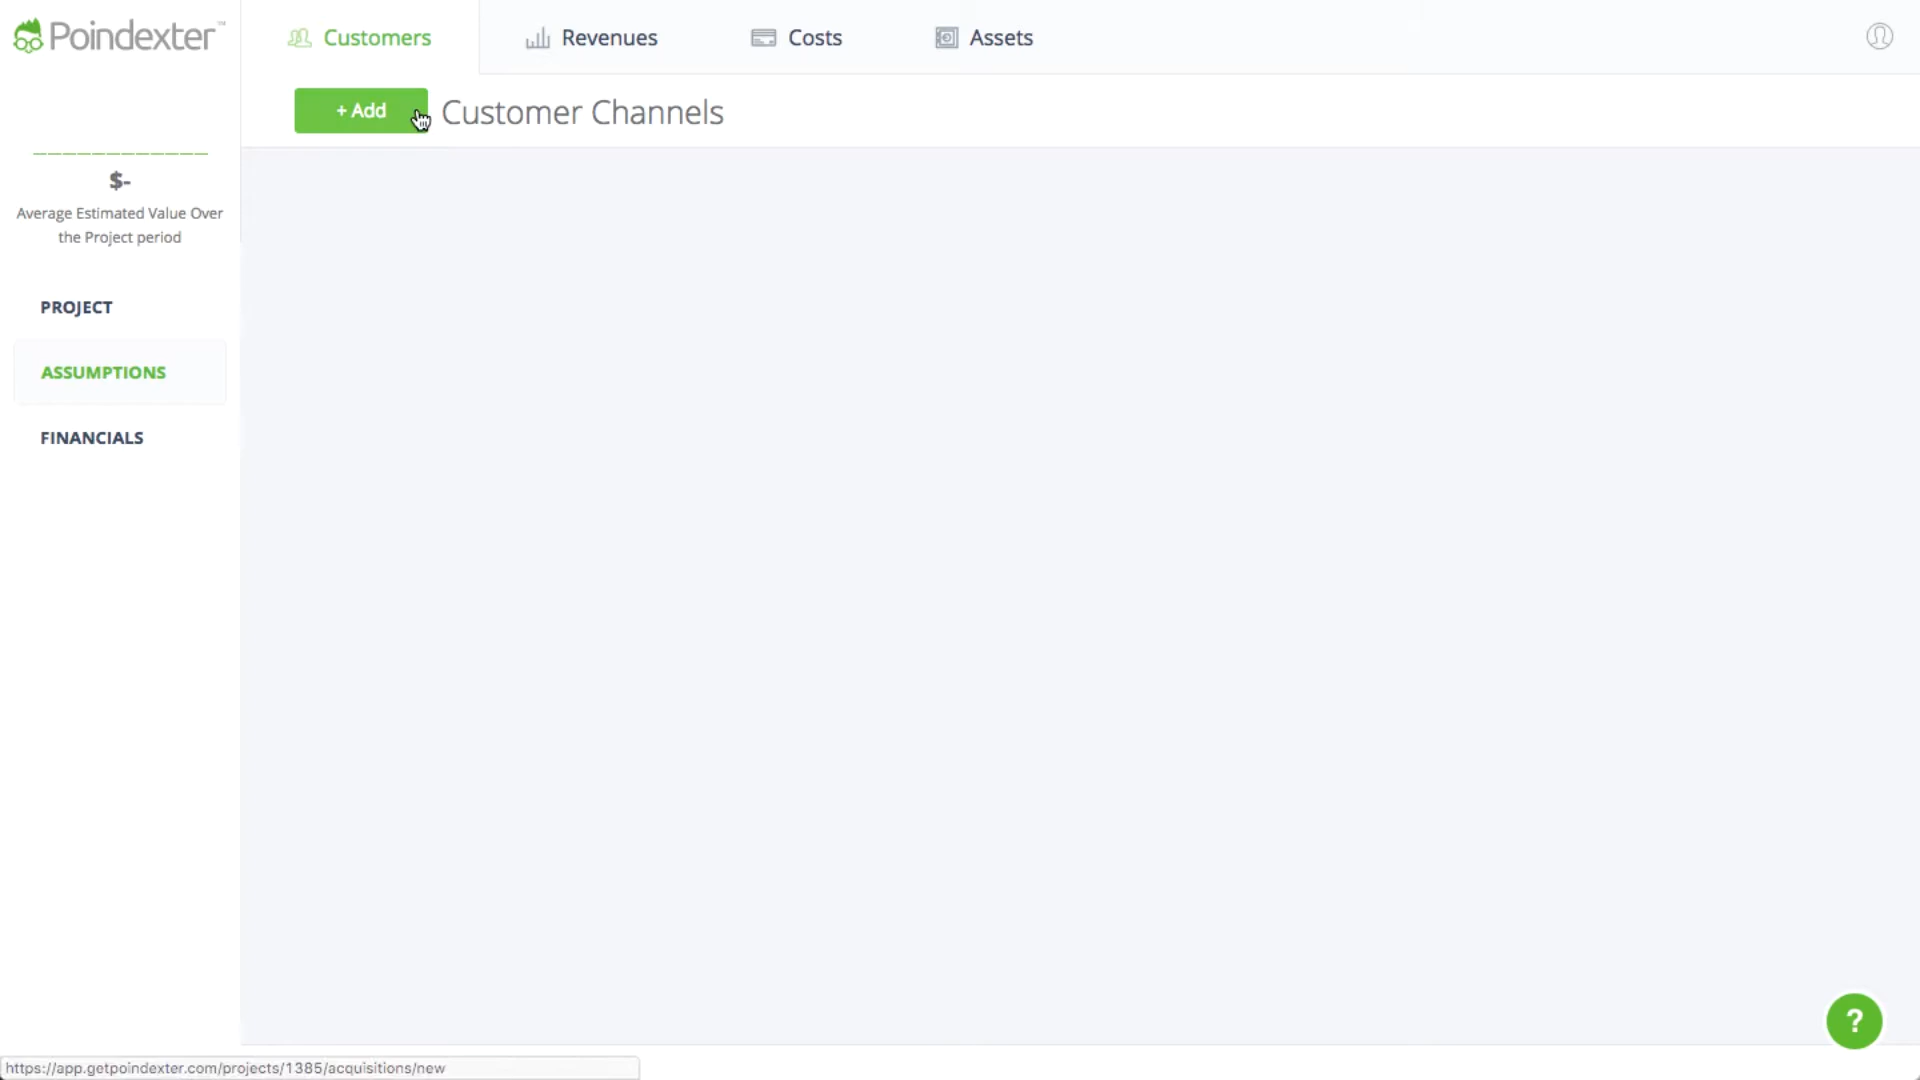 Poindexter™
Customers
Revenues
Costs
Assets
+ Add
Customer Channels
$-
Average Estimated Value Over
the Project period
PROJECT
ASSUMPTIONS
FINANCIALS
?
https://app.getpoindexter.com/projects/1385/acquisitions/new